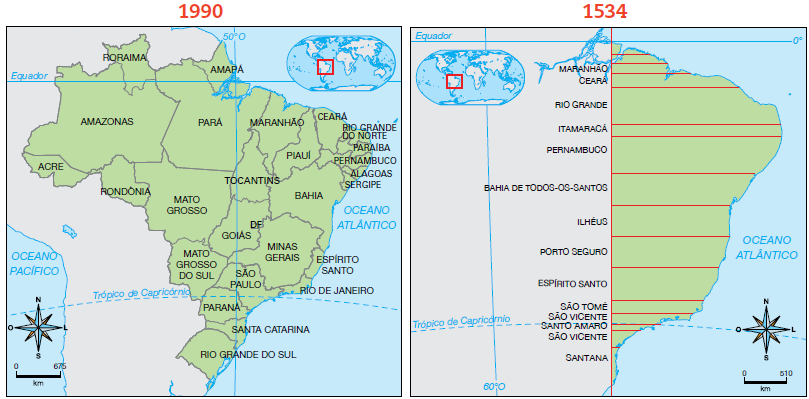 1990
50°O
RORAIMA
AMAPÁ
Equador
AMAZONAS
PARÁ
MARANHÃO
CEARÁ
RIO GRANDE
DO NORTE
PARAÍBA
PIAUÍ
PERNAMBUCO
ACRE
ALAGOAS
TOCANTINS
SERGIPE
RONDÔNIA
BAHIA
MATO
GROSSO
OCEANO
ATLÂNTICO
DF
GOIÁS
MINAS
GERAIS
OCEANO
PACÍFICO
MATO
GROSSO
DO SUL
ESPÍRITO
SANTO
SÃO
PAULO
RIO DE JANEIRO
Trópico de Capricórnio
PARANÁ
SANTA CATARINA
RIO GRANDE DO SUL
N
O
L
S
0
675
km
1534
Equador
0°
MARANHÃO
CEARÁ
RIO GRANDE
ITAMARACÁ
PERNAMBUCO
BAHIA DE TODOS-OS-SANTOS
ILHÉUS
OCEANO
ATLÂNTICO
PORTO SEGURO
ESPÍRITO SANTO
SÃO TOMÉ
SÃO VICENTE
Trópico de Capricórnio
SANTO AMARO
SÃO VICENTE
SANTANA
60°O
N
O
L
S
0
510
km